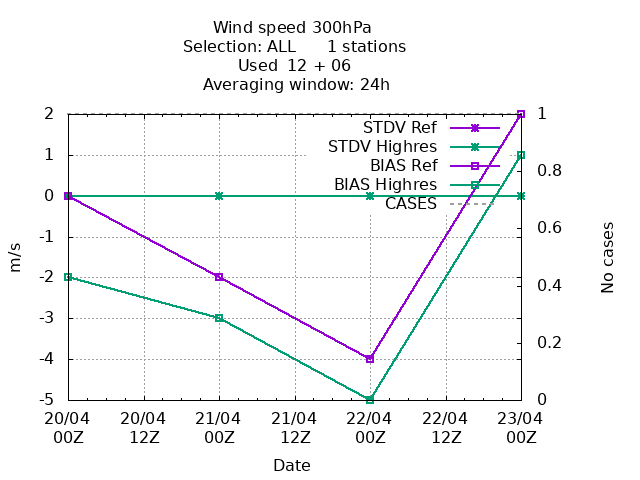 Wind speed 300hPa
Selection: ALL 1 stations
Used 12 + 06
Averaging window: 24h
STDV Ref
STDV Highres
BIAS Ref
BIAS Highres
CASES
m/s
2
1
0
-1
-2
-3
-4
-5
No cases
1
0.8
0.6
0.4
0.2
0
20/04 20/04 21/04 21/04 22/04 22/04 23/04
00Z 12Z 00Z 12Z 00Z 12Z 00Z
Date